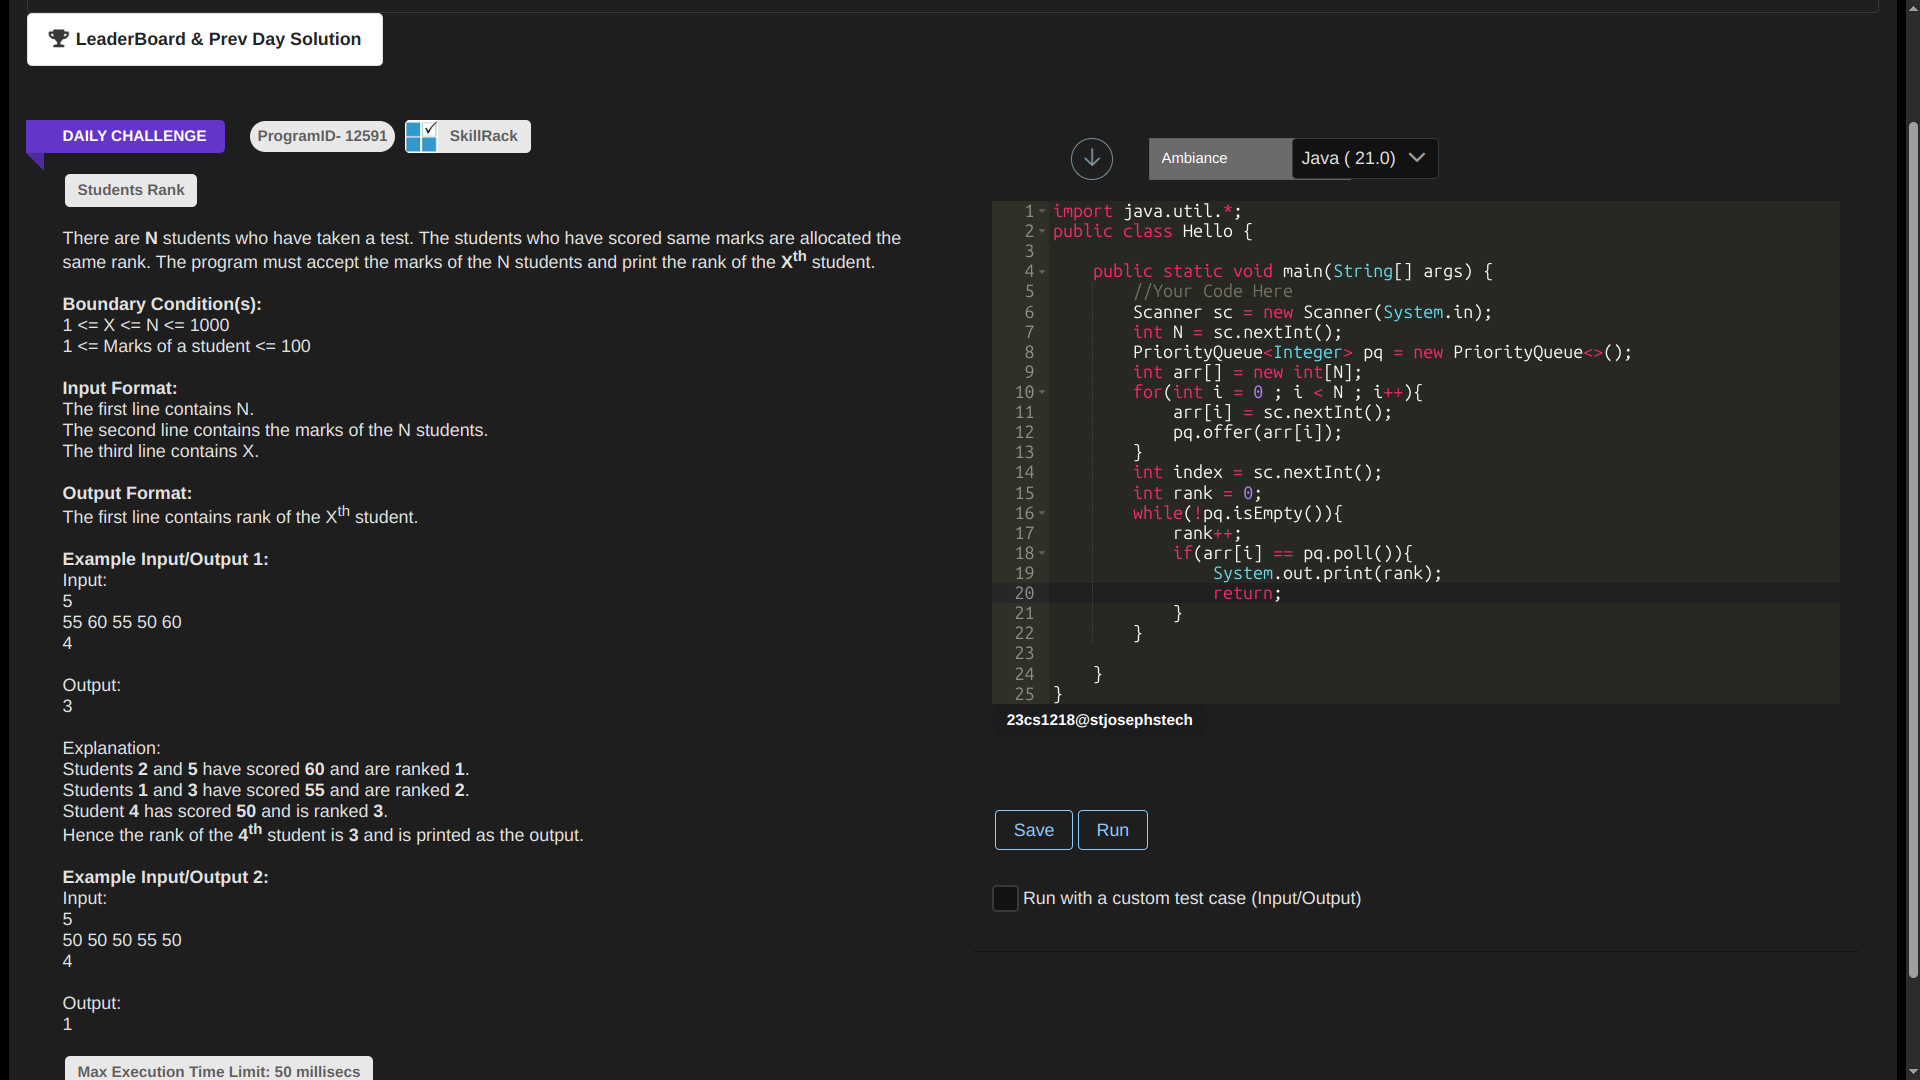 LeaderBoard & Prev Day Solution
DAILY CHALLENGE
ProgramID- 12591
SkillRack
Students Rank
There are N students who have taken a test. The students who have scored same marks are allocated the
same rank. The program must accept the marks of the N students and print the rank of the Xth student.
Boundary Condition(s):
1 <= X <= N <= 1000
1 <= Marks of a student <= 100
Input Format:
The first line contains N.
The second line contains the marks of the N students.
The third line contains X.
Output Format:
The first line contains rank of the Xth student.
Example Input/Output 1:
Input:
5
55 60 55 50 60
4
Output:
3
Explanation:
Students 2 and 5 have scored 60 and are ranked 1.
Students 1 and 3 have scored 55 and are ranked 2.
Student 4 has scored 50 and is ranked 3.
Hence the rank of the 4th student is 3 and is printed as the output.
Example Input/Output 2:
Input:
5
50 50 50 55 50
4
Output:
1
Max Execution Time Limit: 50 millisecs
Ambiance
Java ( 21.0)
1 import java.util.*;
2 public class Hello {
3
4     public static void main(String[] args) {
5         //Your Code Here
6         Scanner sc = new Scanner(System.in);
7         int N = sc.nextInt();
8         PriorityQueue<Integer> pq = new PriorityQueue<>();
9         int arr[] = new int[N];
10         for(int i = 0 ; i < N ; i++){
11             arr[i] = sc.nextInt();
12             pq.offer(arr[i]);
13         }
14         int index = sc.nextInt();
15         int rank = 0;
16         while(!pq.isEmpty()){
17             rank++;
18             if(arr[i] == pq.poll()){
19                 System.out.print(rank);
20                 return;
21             }
22         }
23
24     }
25 }
23cs1218@stjosephstech
Save
Run
Run with a custom test case (Input/Output)